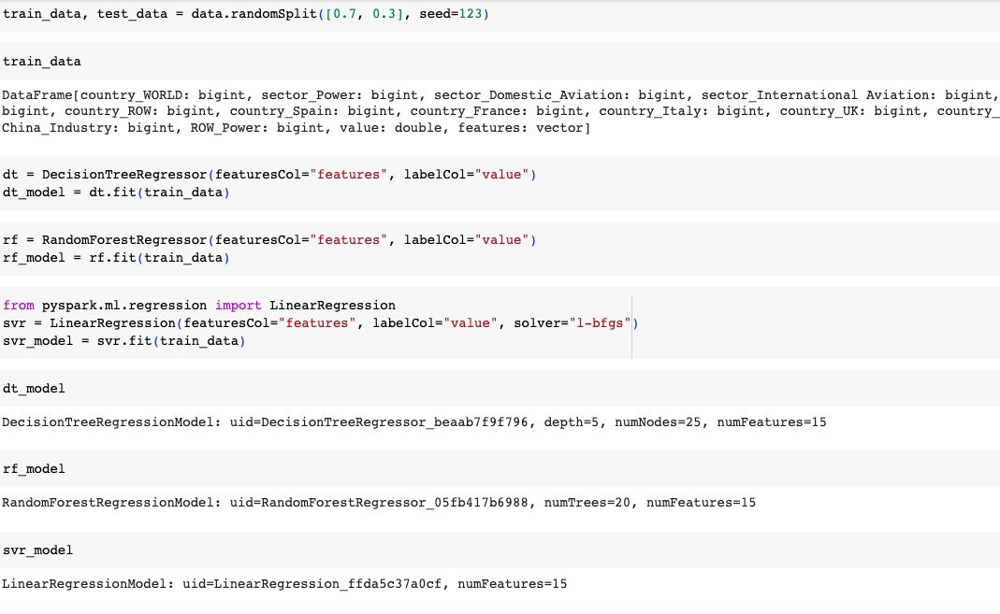 train_data, test_data = data.randomSplit([0.7, 0.3], seed=123)
train_data
DataFrame[country_WORLD: bigint, sector_Power: bigint, sector_Domestic_Aviation: bigint, sector_International Aviation: bigint,
bigint, country_ROW: bigint, country_Spain: bigint, country_France: bigint, country_Italy: bigint, country_UK: bigint, country_
China_Industry: bigint, ROW_Power: bigint, value: double, features: vector]
dt = DecisionTreeRegressor(featuresCol="features", labelCol="value")
dt_model = dt.fit(train_data)
rf = RandomForestRegressor(featuresCol="features", labelCol="value")
rf_model = rf.fit(train_data)
from pyspark.ml.regression import LinearRegression
svr = LinearRegression(featuresCol="features", labelCol="value", solver="l-bfgs")
svr_model = svr.fit(train_data)
dt_model
DecisionTreeRegressionModel: uid=DecisionTreeRegressor_beaab7f9f796, depth=5, numNodes=25, numFeatures=15
rf_model
RandomForestRegressionModel: uid=RandomForestRegressor_05fb417b6988, numTrees=20, numFeatures=15
svr_model
LinearRegressionModel: uid=LinearRegression_ffda5c37a0cf, numFeatures=15